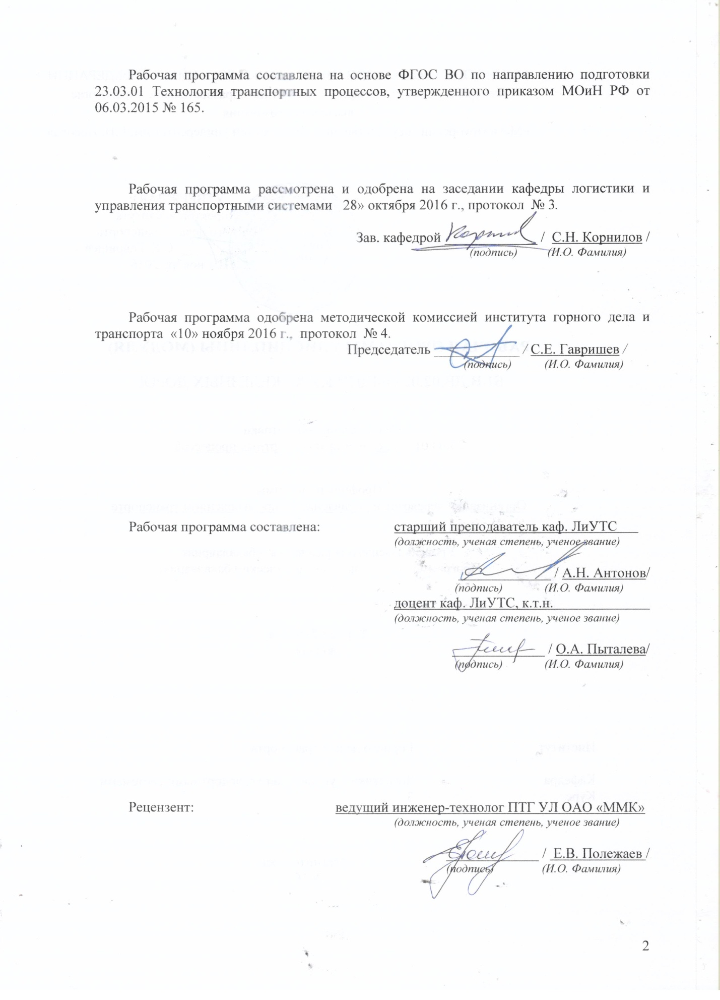 Рабочая программа составлена на основе ФГОС ВО по направлению подготовки
23.03.01 Технология транспортных процессов, утвержденного приказом МОиН РФ от
06.03.2015 № 165.
Рабочая программа рассмотрена и одобрена на заседании кафедры логистики и
управления транспортными системами 28» октября 2016 г., протокол № 3.
Зав. кафедрой / С.Н. Корнилов /
(подпись) (И.О. Фамилия)
Рабочая программа одобрена методической комиссией института горного дела и
транспорта «10» ноября 2016 г., протокол № 4.
Председатель / С.Е. Гавришев /
(подпись) (И.О. Фамилия)
Рабочая программа составлена: старший преподаватель каф. ЛиУТС
(должность, ученая степень, ученое звание)
/ А.Н. Антонов/
(подпись) (И.О. Фамилия)
доцент каф. ЛиУТС, к.т.н.
(должность, ученая степень, ученое звание)
/ О.А. Пыталева/
(подпись) (И.О. Фамилия)
Рецензент: ведущий инженер-технолог ПТГ УЛ ОАО «ММК»
(должность, ученая степень, ученое звание)
/ Е.В. Полежаев /
(подпись) (И.О. Фамилия)
2